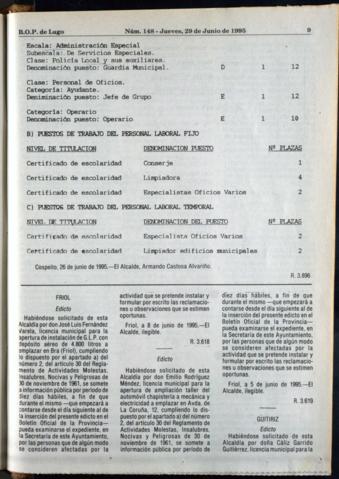 B.O.P. de Lugo Núm. 148 - Jueves, 29 de Junio de 1995 9
Escala: Administración Especial
Subescala: De Servicios Especiales.
Clase: Policía Local y sus auxiliares.
Denominación puesto: Guardia Municipal. D 1 12
Clase: Personal de Oficios.
Categoría: Ayudante.
Deniminación puesto: Jefe de Grupo E 1 12
Categoría: Operario
Denominación puesto: Operario E 1 10
B) PUESTOS DE TRABAJO DEL PERSONAL LABORAL FIJO
NIVEL DE TITULACION DENOMINACION PUESTO Nº PLAZAS
Certificado de escolaridad Conserje 1
Certificado de escolaridad Limpiadora 4
Certificado de escolaridad Especialistas Oficios Varios 2
C) PUESTOS DE TRABAJO DEL PERSONAL LABORAL TEMPORAL
NIVEL DE TITULACION DENOMINACION DEL PUESTO Nº PLAZAS
Certificado de escolaridad Especialista Oficios Varios 2
Certificado de escolaridad Limpiador edificios municipales 2
Cospeito, 26 de junio de 1995.—El Alcalde, Armando Castosa Alvariño.
R. 3.696
FRIOL
Edicto
Habiéndose solicitado de esta
Alcaldía por don José Luis Fernández
Varela, licencia municipal para la
apertura de instalación de G.L.P. con
Depósito aéreo de 4.800 litros a
emplazar en Bra (Friol), cumpliendo
lo dispuesto por el apartado a) del
número 2, del artículo 30 del Reglamento
de Actividades Molestas,
Insalubres, Nocivas y Peligrosas de
30 de noviembre de 1961, se somete
a información pública por período de
diez días hábiles, a fin de que
durante el mismo —que empezará a
contarse desde el siguiente al de la
inserción del presente edicto en el
Boletín Oficial de la Provincia—
pueda examinarse el expediente, en
la Secretaría de este Ayuntamiento,
por las personas que de algún modo
se consideren afectadas por la
actividad que se pretende instalar y
formular por escrito las reclamaciones
u observaciones que se estimen
oportunas.
Friol, a 8 de junio de 1995.—El
Alcalde, ilegible.
R. 3.618
Edicto
Habiéndose solicitado de esta
Alcaldía por don Emilio Rodríguez
Méndez, licencia municipal para la
apertura de ampliación taller del
automóvil chapistería a mecánica y
electricidad a emplazar en Avda. de
La Coruña, 12, cumpliendo lo dispuesto
por el apartado a) del número
2, del artículo 30 del Reglamento de
Actividades Molestas, Insalubres,
Nocivas y Peligrosas de 30 de
noviembre de 1961, se somete a
información pública por período de
diez días hábiles, a fin de que
durante el mismo —que empezará a
contarse desde el siguiente al de
la inserción del presente edicto en el
Boletín Oficial de la Provincia—
pueda examinarse el expediente, en
la Secretaría de este Ayuntamiento,
por las personas que de algún modo
se consideren afectadas por la
actividad que se pretende instalar y
formular por escrito las reclamaciones
u observaciones que se estimen
oportunas.
Friol, a 5 de junio de 1995.—El
Alcalde, ilegible.
R. 3.619
GUITIRIZ
Edicto
Habiéndose solicitado de esta
Alcaldía por doña Cáliz Garrido
Gutiérrez, licencia municipal para la